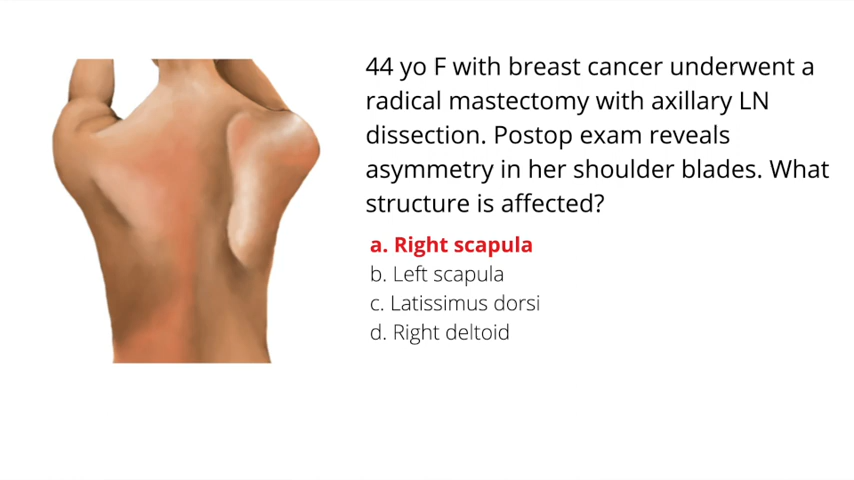 44 yo F with breast cancer underwent a
radical mastectomy with axillary LN
dissection. Postop exam reveals
asymmetry in her shoulder blades. What
structure is affected?
a. Right scapula
b. Left scapula
c. Latissimus dorsi
d. Right deltoid